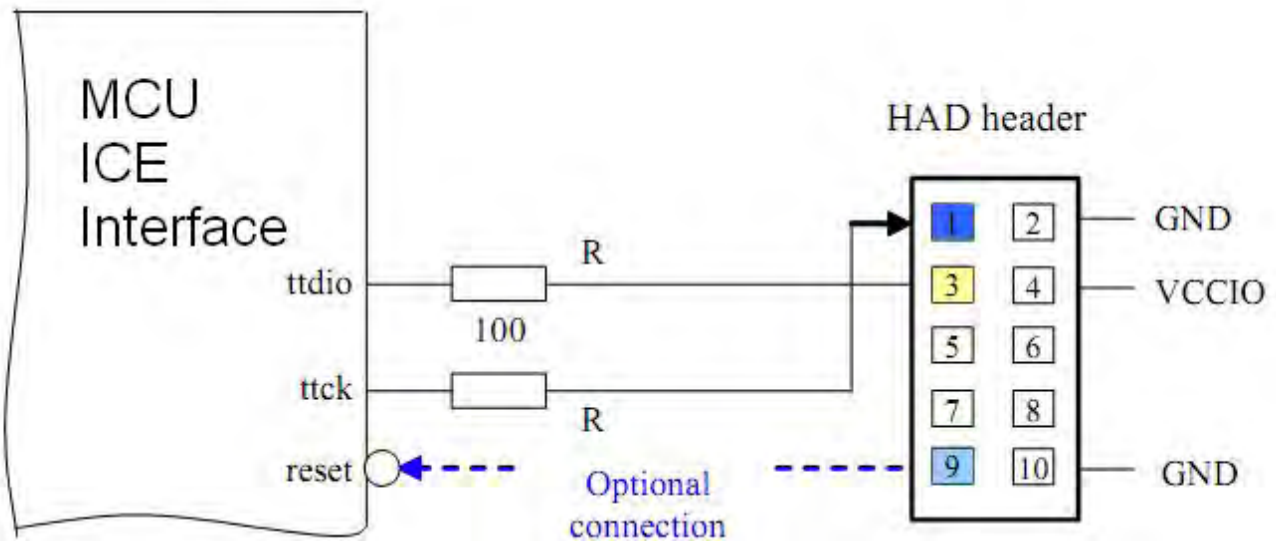 MCU
ICE
Interface
HAD header
1 2 GND
R
ttdio 3 4 VCCIO
100
5 6
ttck
R
7 8
reset 9 10 GND
Optional
connection